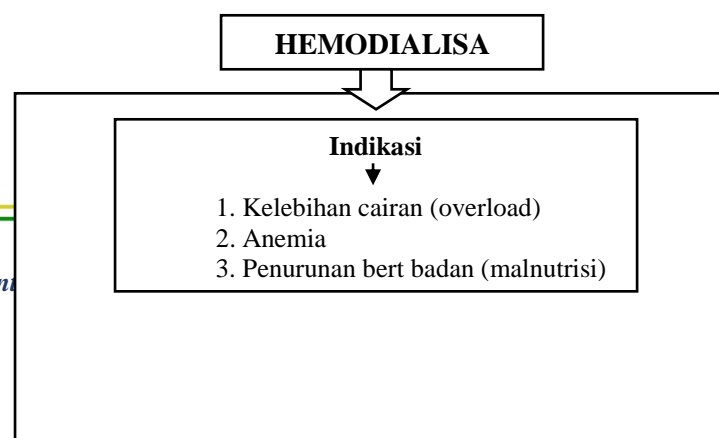 HEMODIALISA
Indikasi
1. Kelebihan cairan (overload)
2. Anemia
3. Penurunan bert badan (malnutrisi)